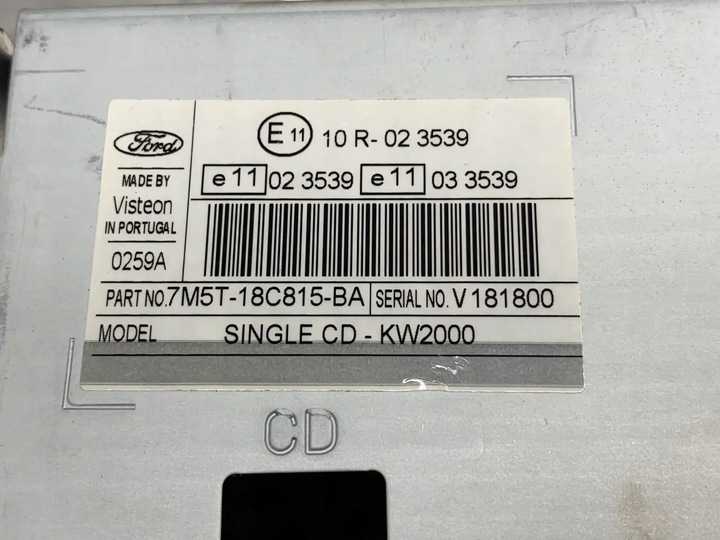 Ford
MADE BY
Visteon
IN PORTUGAL
0259A
E 11 10 R- 02 3539
e 11 02 3539 e 11 03 3539
PART NO. 7M5T-18C815-BA SERIAL NO. V 181800
MODEL SINGLE CD - KW2000
CD